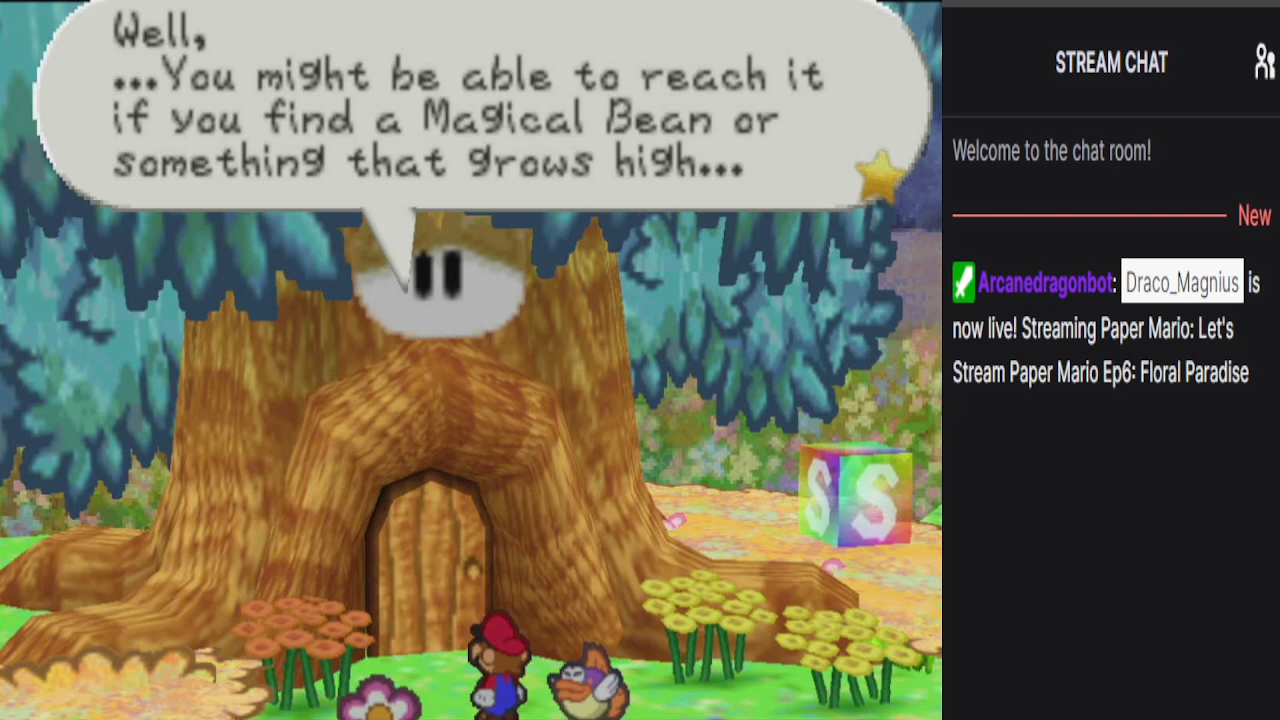 Well,
...You might be able to reach it
if you find a Magical Bean or
something that grows high...
S S
STREAM CHAT
Welcome to the chat room!
New
Arcanedragonbot: Draco_Magnius is
now live! Streaming Paper Mario: Let's
Stream Paper Mario Ep6: Floral Paradise